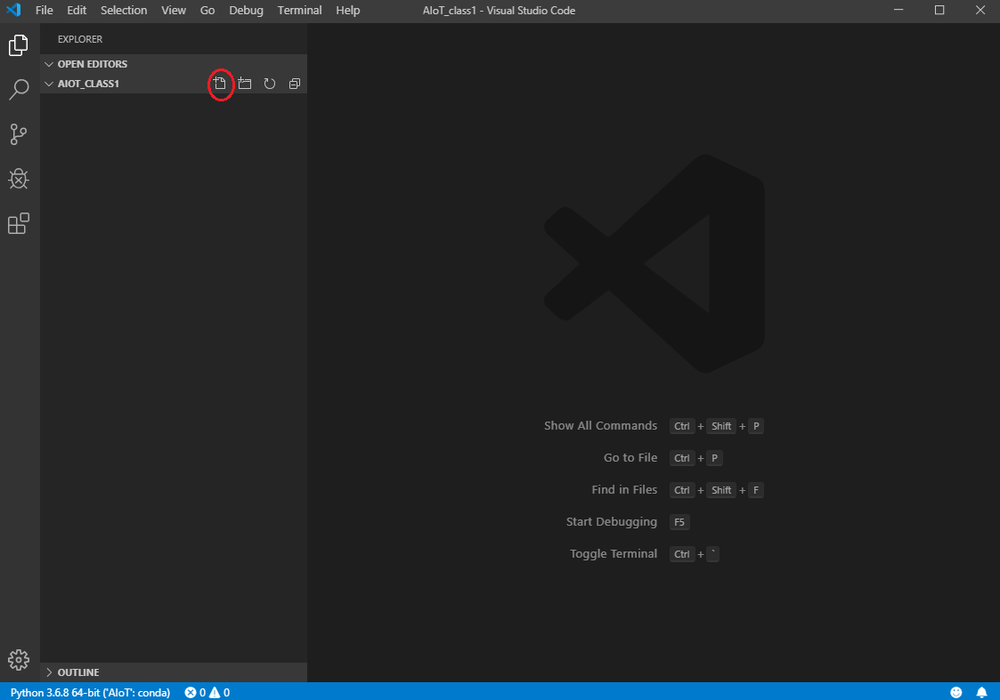 File Edit Selection View Go Debug Terminal Help AIoT_class1 - Visual Studio Code
EXPLORER
OPEN EDITORS
AIOT_CLASS1
Show All Commands Ctrl + Shift + P
Go to File Ctrl + P
Find in Files Ctrl + Shift + F
Start Debugging F5
Toggle Terminal Ctrl + `
OUTLINE
Python 3.6.8 64-bit ('AIoT': conda) 0 0